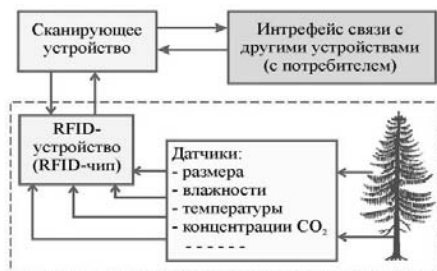 Сканирующее
устройство
Интрефейс связи с
другими устройствами
(с потребителем)
RFID-
устройство
(RFID-чип)
Датчики:
- размера
- влажности
- температуры
- концентрации CO₂
- - - - - -